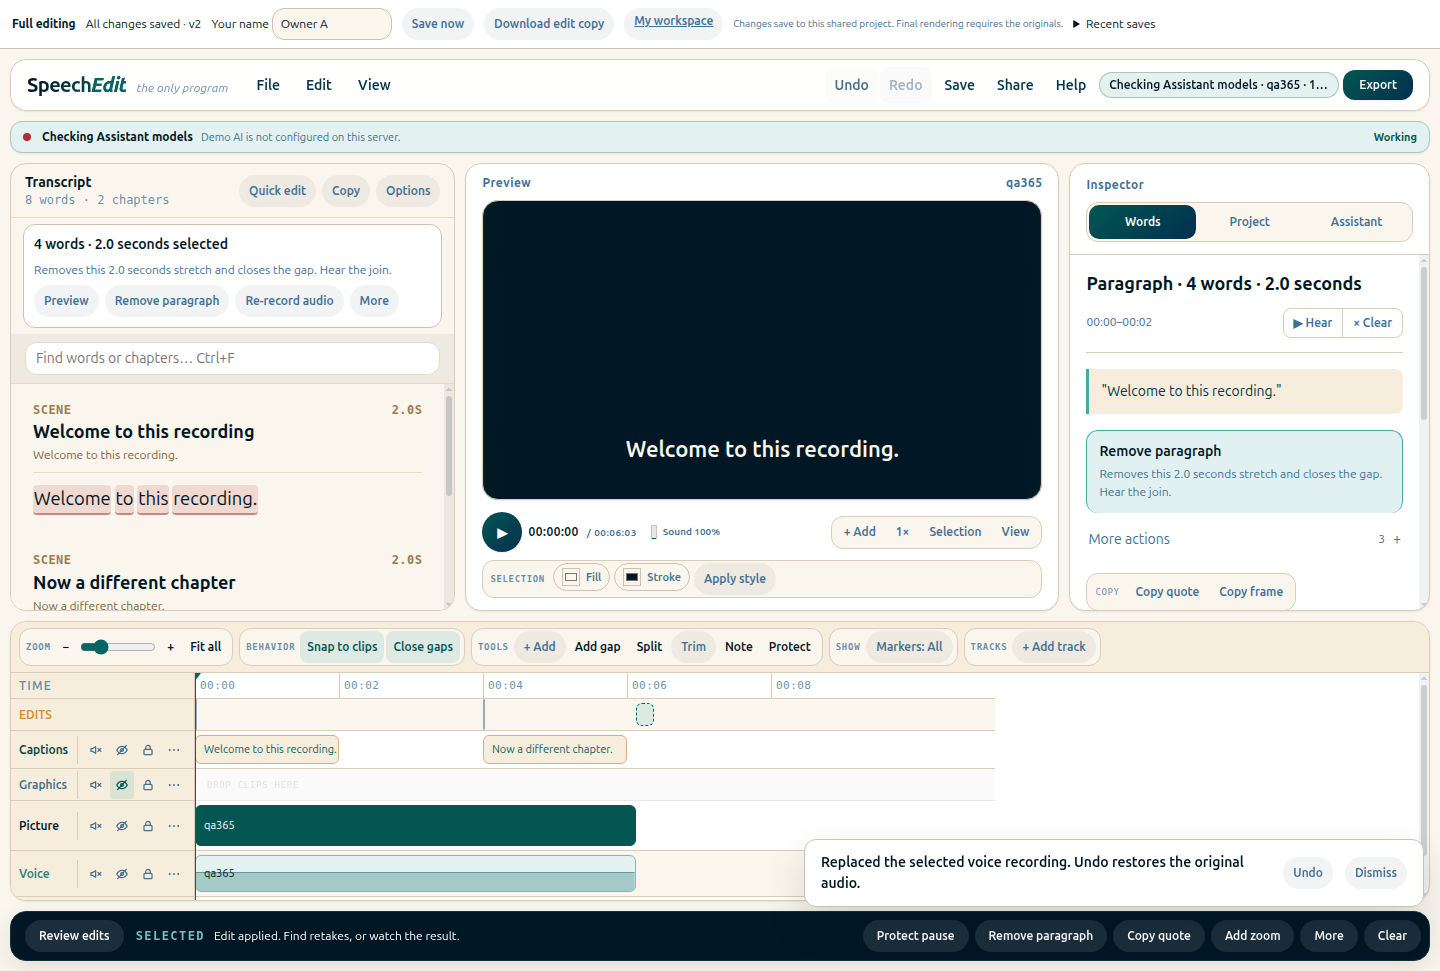 Full editing All changes saved · v2 Your name Owner A Save now Download edit copy My workspace Changes save to this shared project. Final rendering requires the originals. ▶ Recent saves
SpeechEdit the only program File Edit View Undo Redo Save Share Help Checking Assistant models · qa365 · 1… Export
Checking Assistant models Demo AI is not configured on this server. Working
Transcript
8 words · 2 chapters
Quick edit Copy Options
4 words · 2.0 seconds selected
Removes this 2.0 seconds stretch and closes the gap. Hear the join.
Preview Remove paragraph Re-record audio More
Find words or chapters… Ctrl+F
SCENE 2.0S
Welcome to this recording
Welcome to this recording.
Welcome to this recording.
SCENE 2.0S
Now a different chapter
Now a different chapter.
Preview qa365
Welcome to this recording.
▶ 00:00:00 / 00:06:03 Sound 100% + Add 1× Selection View
SELECTION Fill Stroke Apply style
Inspector
Words Project Assistant
Paragraph · 4 words · 2.0 seconds
00:00–00:02 ▶ Hear × Clear
"Welcome to this recording."
Remove paragraph
Removes this 2.0 seconds stretch and closes the gap.
Hear the join.
More actions 3 +
COPY Copy quote Copy frame
ZOOM − + Fit all BEHAVIOR Snap to clips Close gaps TOOLS + Add Add gap Split Trim Note Protect SHOW Markers: All TRACKS + Add track
TIME 00:00 00:02 00:04 00:06 00:08
EDITS
Captions ··· Welcome to this recording. Now a different chapter.
Graphics ··· DROP CLIPS HERE
Picture ··· qa365
Voice ··· qa365
Replaced the selected voice recording. Undo restores the original
audio.
Undo Dismiss
Review edits SELECTED Edit applied. Find retakes, or watch the result. Protect pause Remove paragraph Copy quote Add zoom More Clear